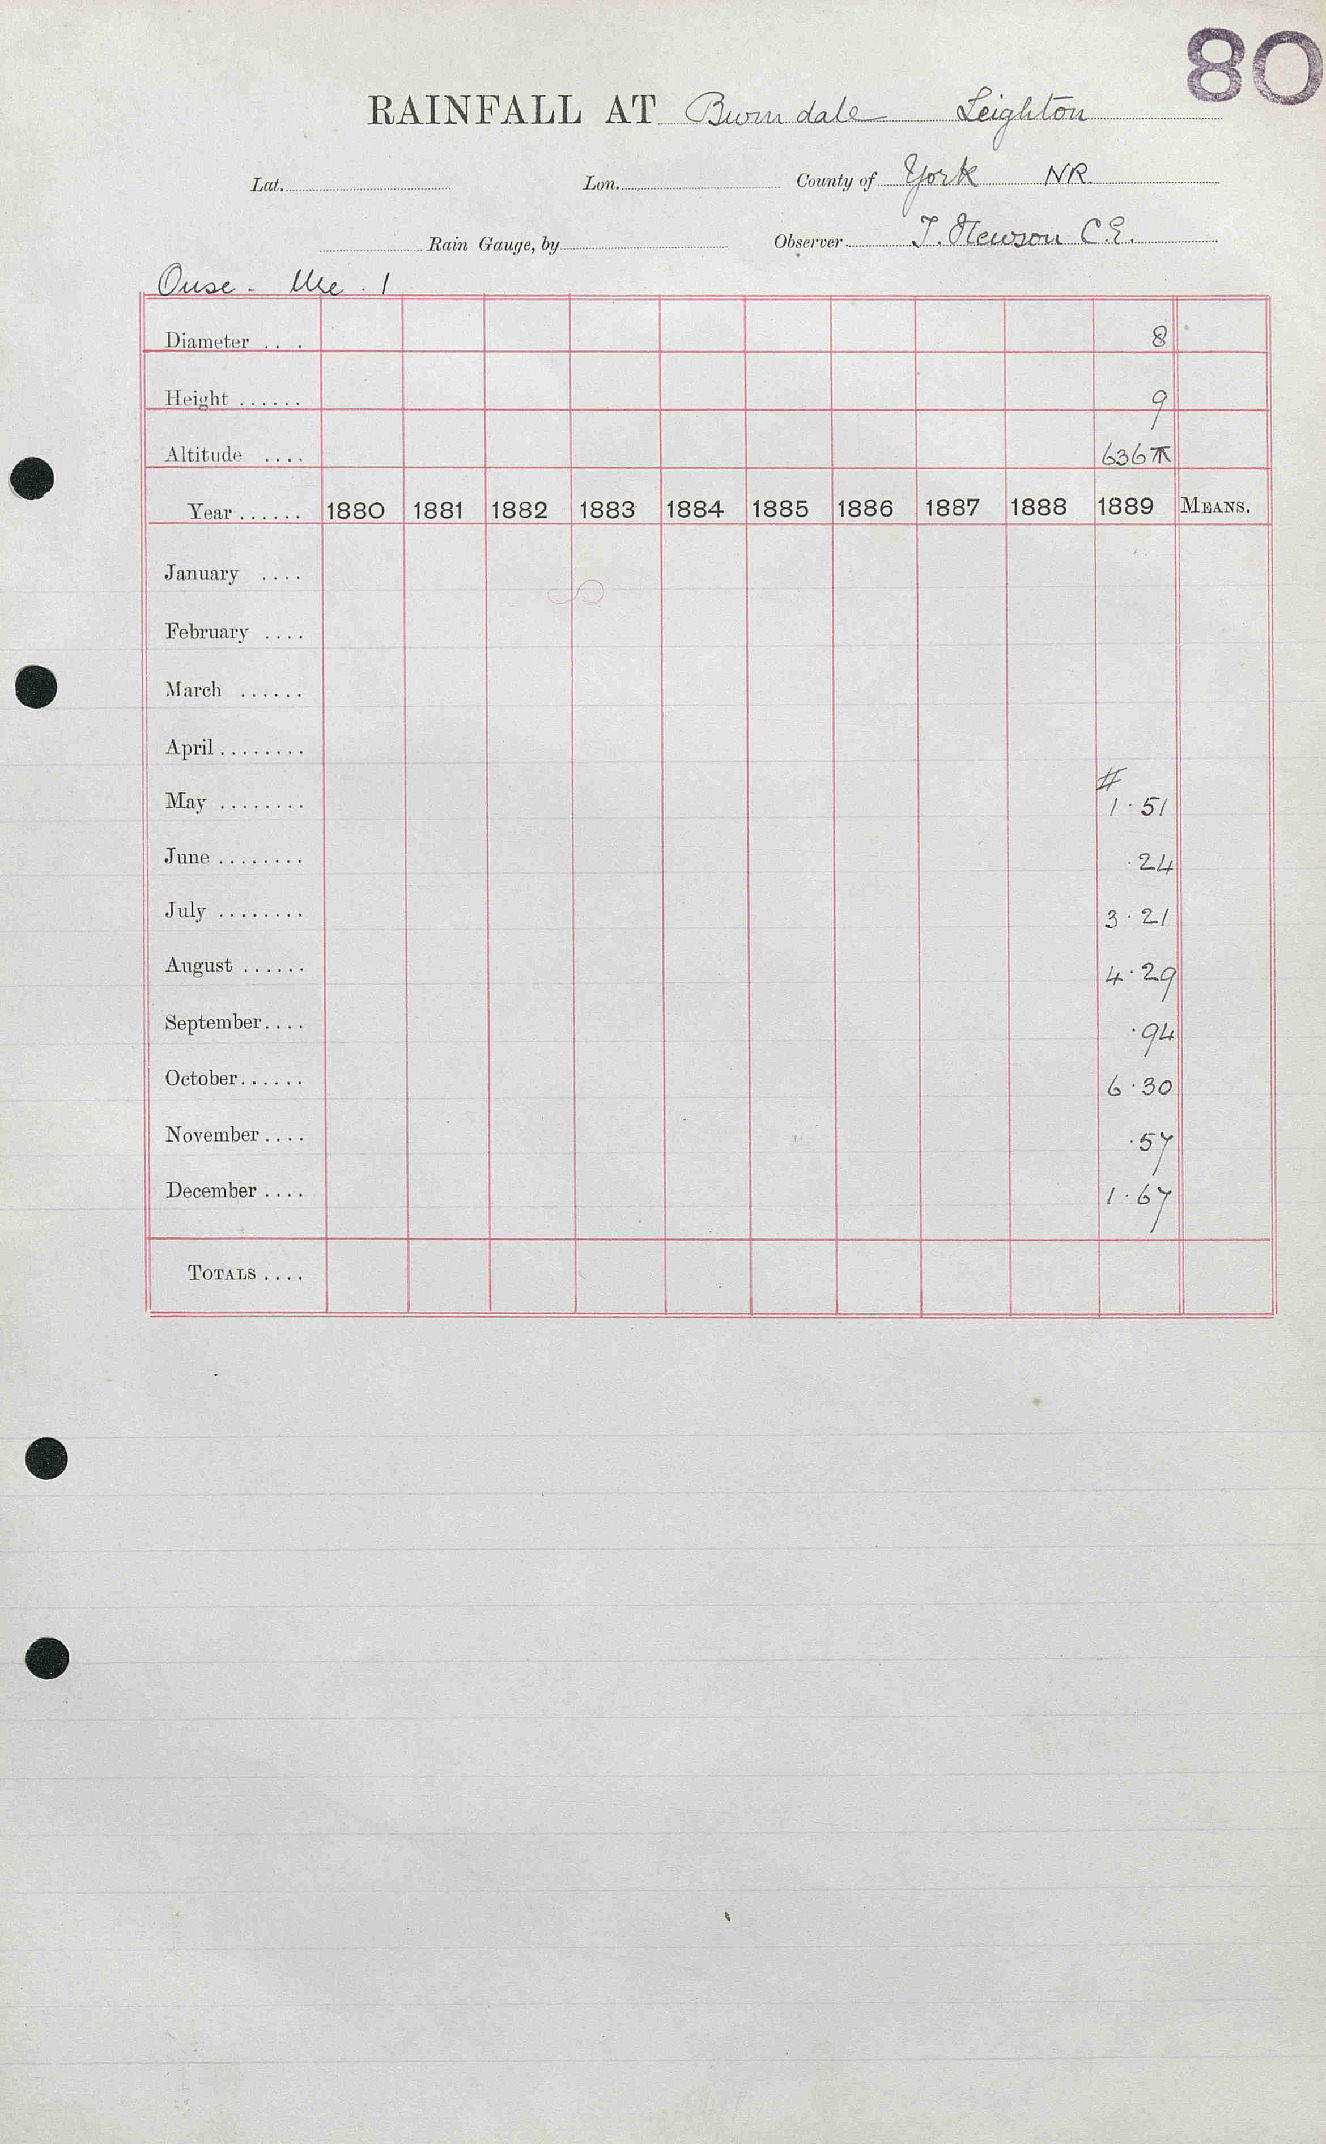 80
RAINFALL AT Burn dale Leighton
Lat. Lon. County of York NR
Rain Gauge, by Observer T. Hewson C.E.
Ouse - Ure . 1
Diameter .... 8
Height ...... 9
Altitude .... 636 T
Year ...... 1880 1881 1882 1883 1884 1885 1886 1887 1888 1889 MEANS.
January ....
February ....
March ......
April ........
#
May ........ 1.51
June ........ .24
July ........ 3.21
August ...... 4.29
September.... .94
October...... 6.30
November.... .57
December.... 1.67
TOTALS ....